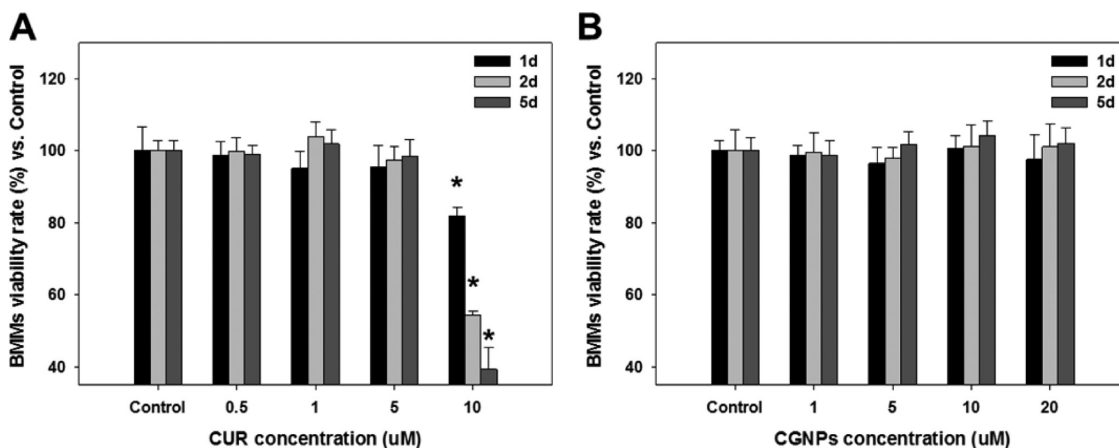 A
BMMs viability rate (%) vs. Control
120
100
80
60
40
1d
2d
5d
*
*
*
Control 0.5 1 5 10
CUR concentration (uM)
B
BMMs viability rate (%) vs. Control
120
100
80
60
40
1d
2d
5d
Control 1 5 10 20
CGNPs concentration (uM)